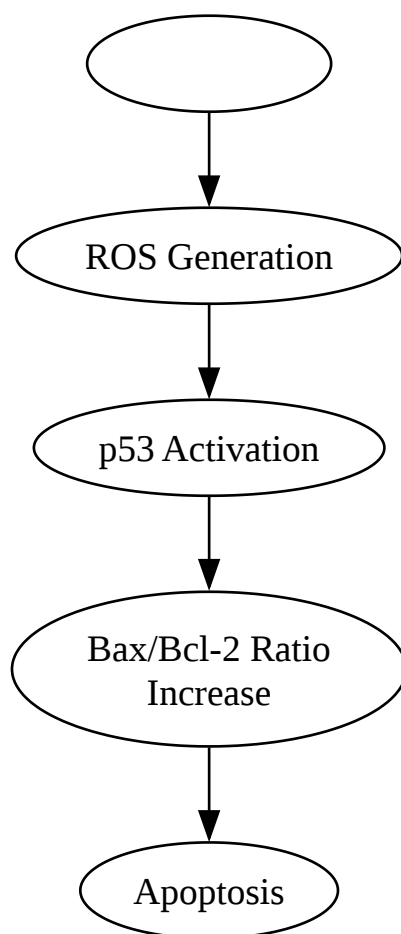 ROS Generation
p53 Activation
Bax/Bcl-2 Ratio
Increase
Apoptosis